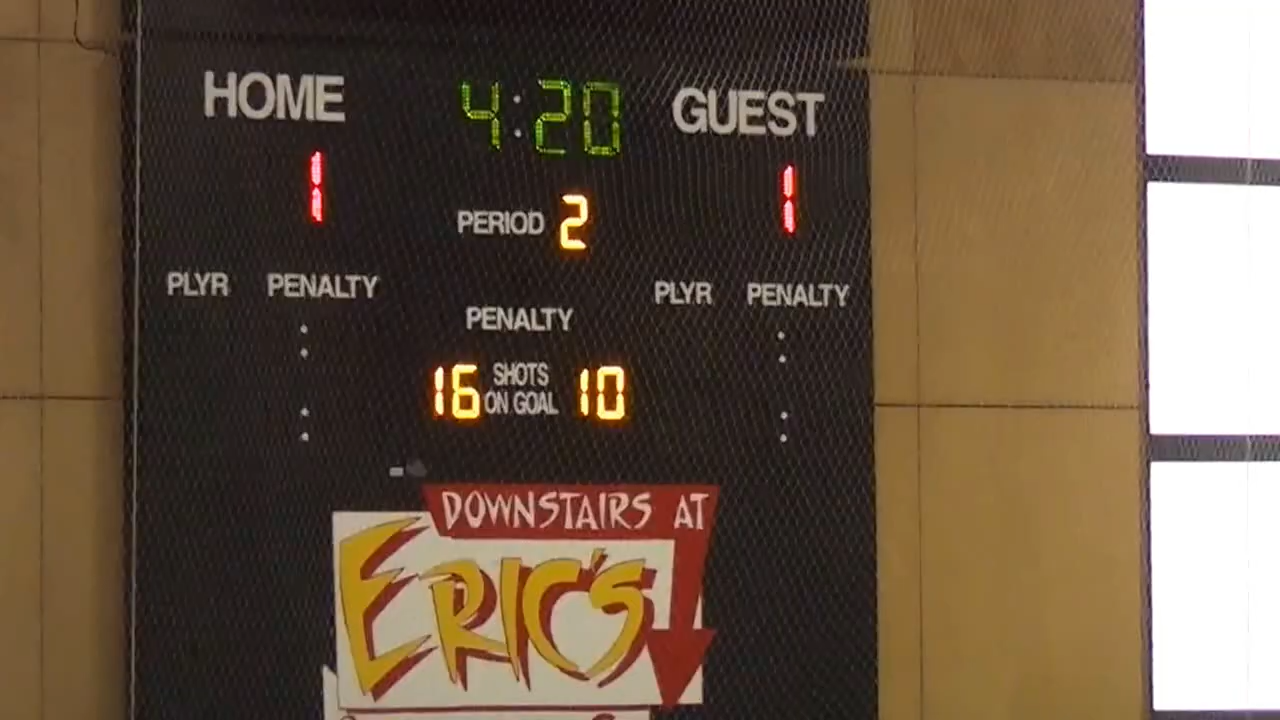 HOME 4:20 GUEST
1 1
PERIOD 2
PLYR PENALTY PLYR PENALTY
PENALTY
16 SHOTS ON GOAL 10
DOWNSTAIRS AT
ERIC'S